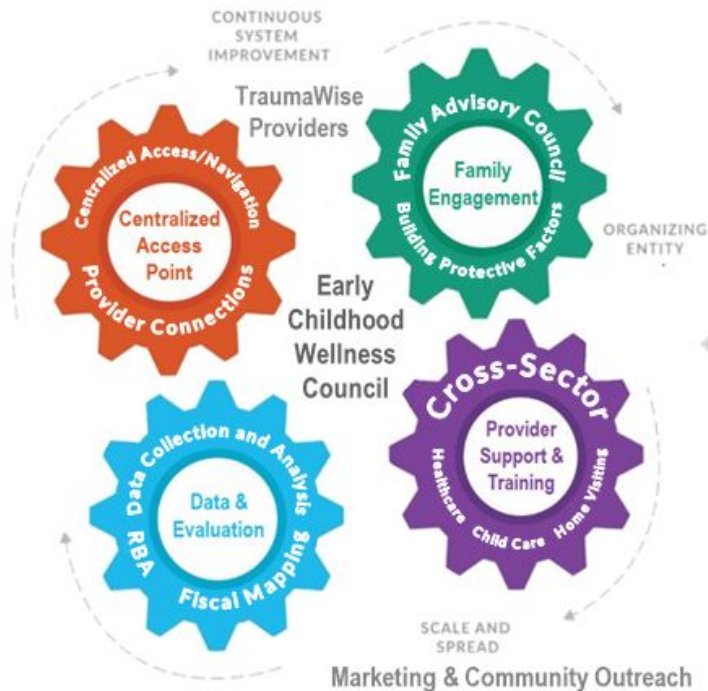 CONTINUOUS
SYSTEM
IMPROVEMENT
TraumaWise
Providers
Centralized Access/Navigation
Centralized
Access
Point
Provider Connections
Family Advisory Council
Family
Engagement
Building Protective Factors
ORGANIZING
ENTITY
Early
Childhood
Wellness
Council
Cross-Sector
Provider
Support &
Training
Healthcare
Child Care
Home Visiting
Data Collection and Analysis
Data &
Evaluation
RBA
Fiscal Mapping
SCALE AND
SPREAD
Marketing & Community Outreach